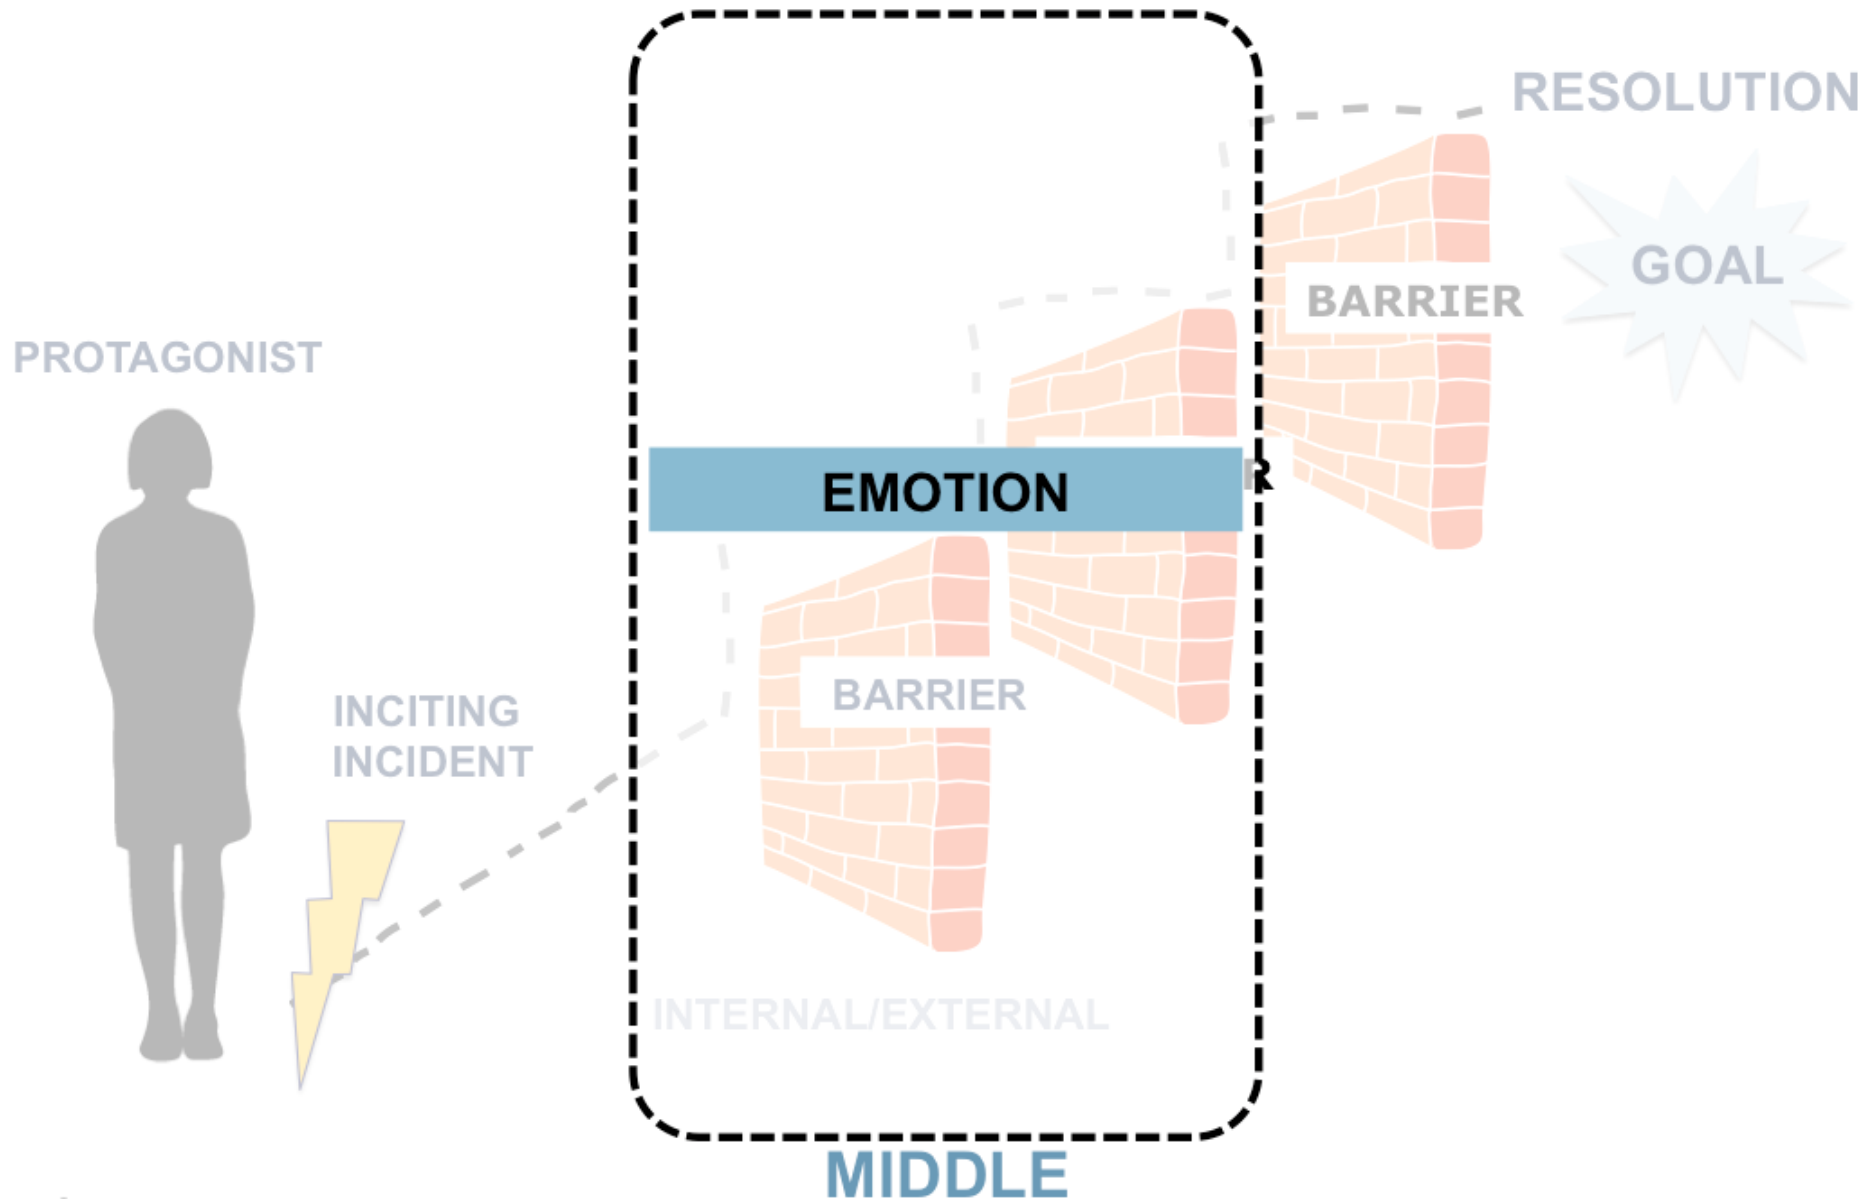 RESOLUTION
GOAL
BARRIER
PROTAGONIST
EMOTION
R
BARRIER
INCITING
INCIDENT
INTERNAL/EXTERNAL
MIDDLE